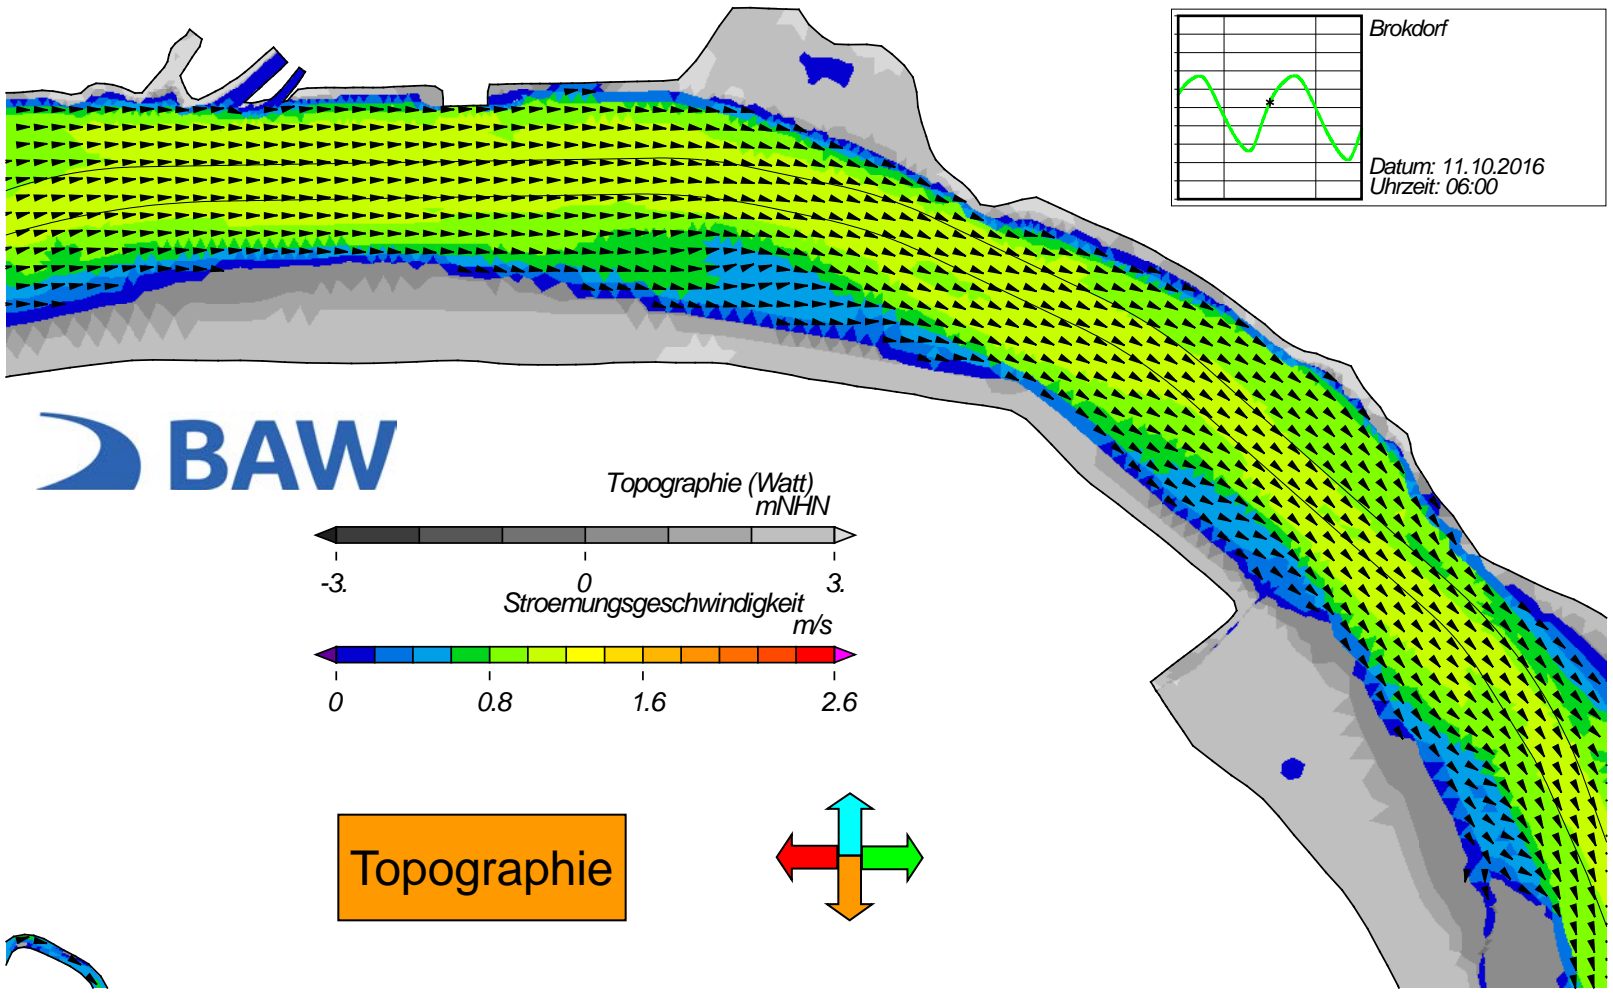 Brokdorf
Datum: 11.10.2016
Uhrzeit: 06:00
BAW
Topographie (Watt)
mNHN
-3. 0 3.
Stroemungsgeschwindigkeit
m/s
0 0.8 1.6 2.6
Topographie